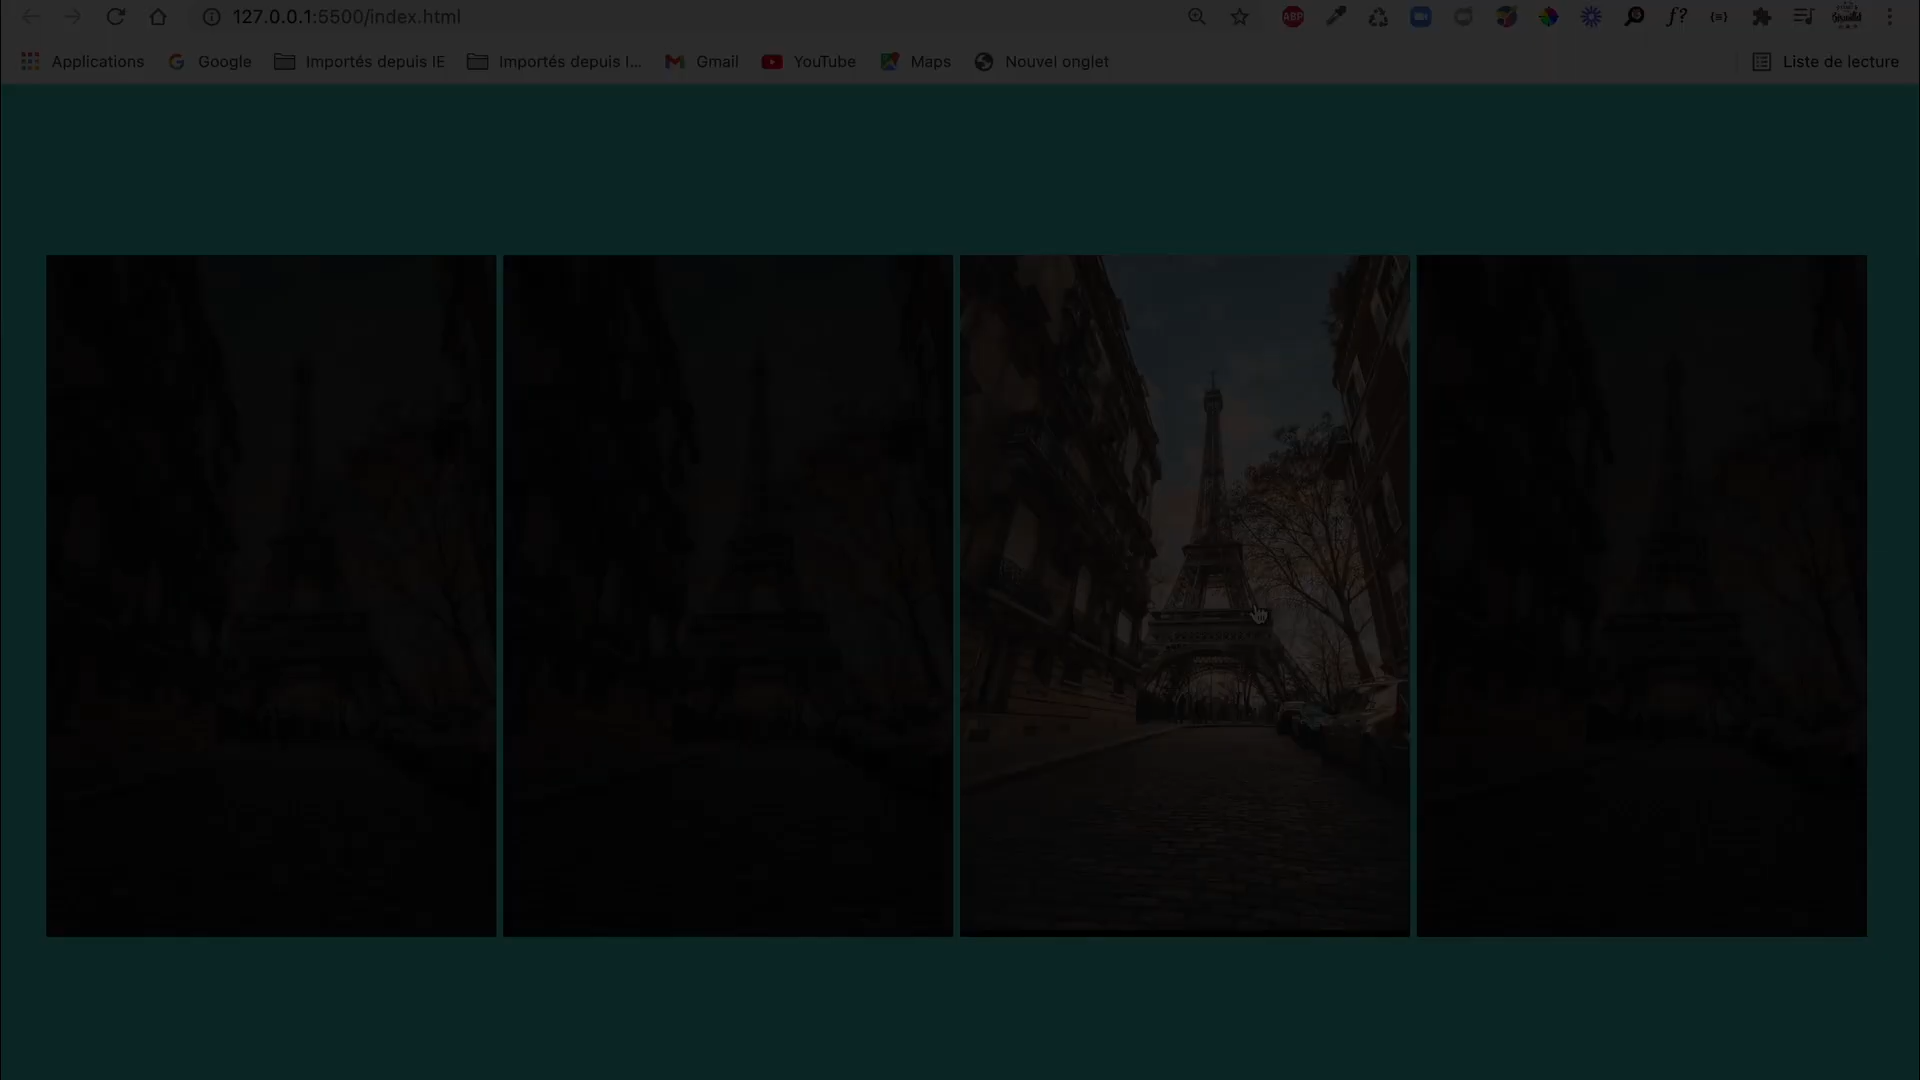 127.0.0.1:5500/index.html
ABP
f?
Applications
Google
Importés depuis IE
Importés depuis I...
Gmail
YouTube
Maps
Nouvel onglet
Liste de lecture